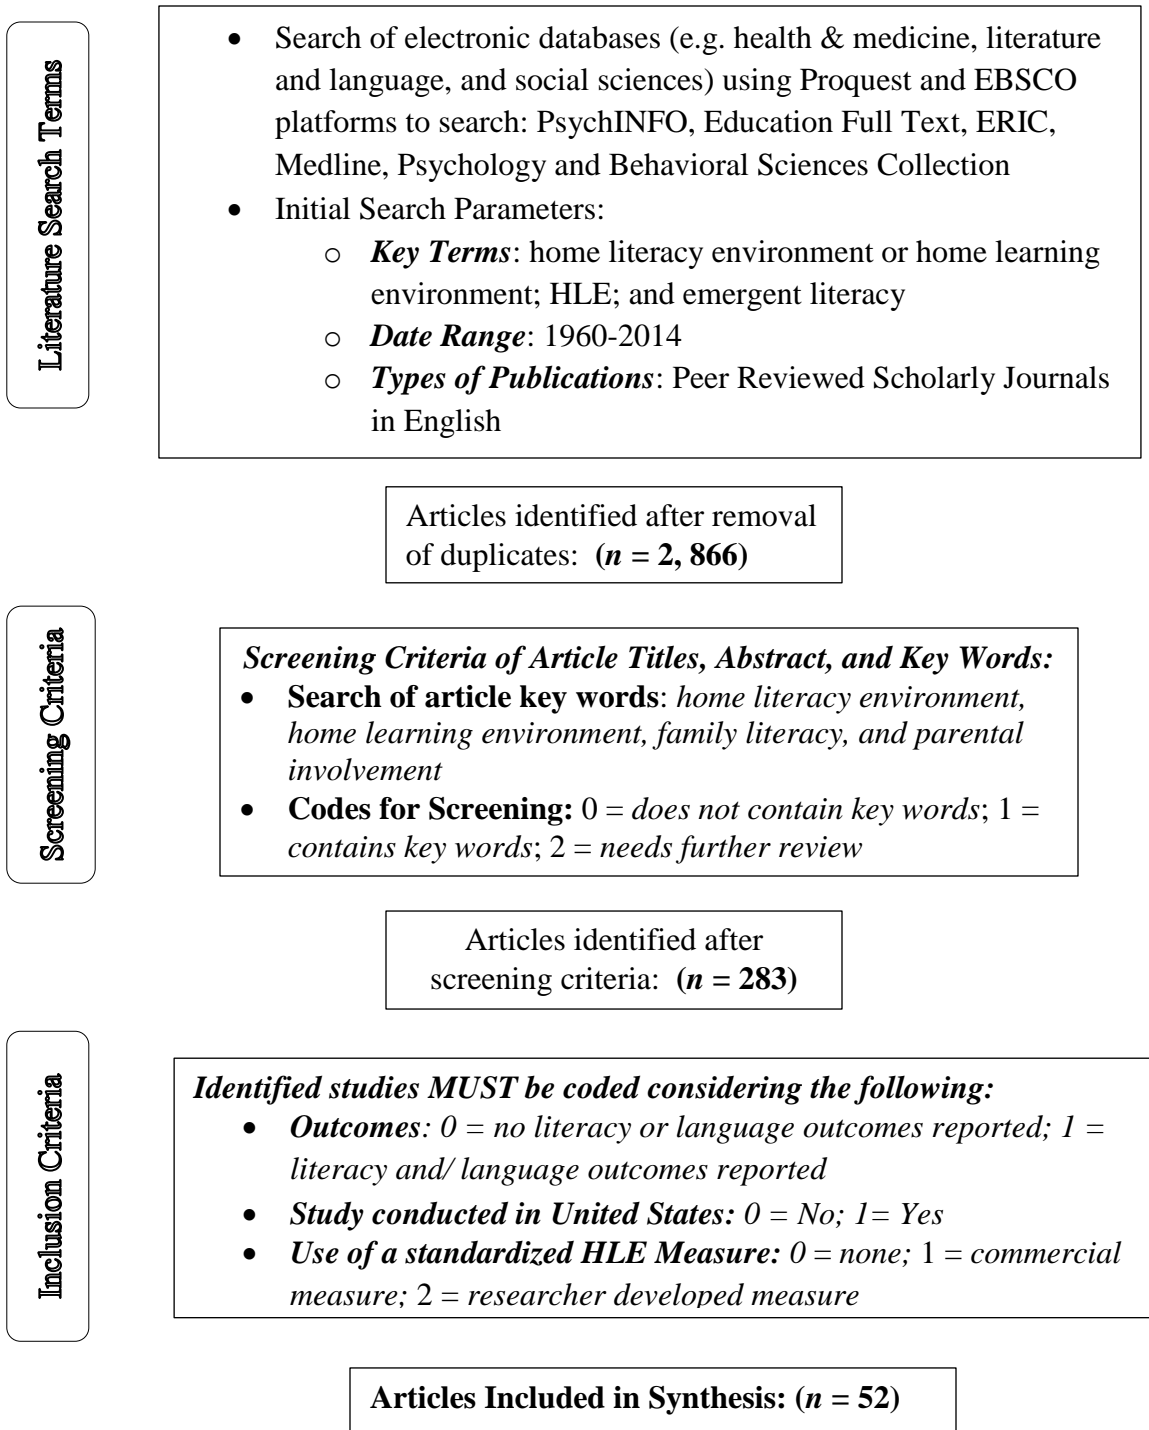 Literature Search Terms
• Search of electronic databases (e.g. health & medicine, literature
and language, and social sciences) using Proquest and EBSCO
platforms to search: PsychINFO, Education Full Text, ERIC,
Medline, Psychology and Behavioral Sciences Collection
• Initial Search Parameters:
o Key Terms: home literacy environment or home learning
environment; HLE; and emergent literacy
o Date Range: 1960-2014
o Types of Publications: Peer Reviewed Scholarly Journals
in English
Articles identified after removal
of duplicates: (n = 2, 866)
Screening Criteria
Screening Criteria of Article Titles, Abstract, and Key Words:
• Search of article key words: home literacy environment,
home learning environment, family literacy, and parental
involvement
• Codes for Screening: 0 = does not contain key words; 1 =
contains key words; 2 = needs further review
Articles identified after
screening criteria: (n = 283)
Inclusion Criteria
Identified studies MUST be coded considering the following:
• Outcomes: 0 = no literacy or language outcomes reported; 1 =
literacy and/ language outcomes reported
• Study conducted in United States: 0 = No; 1= Yes
• Use of a standardized HLE Measure: 0 = none; 1 = commercial
measure; 2 = researcher developed measure
Articles Included in Synthesis: (n = 52)